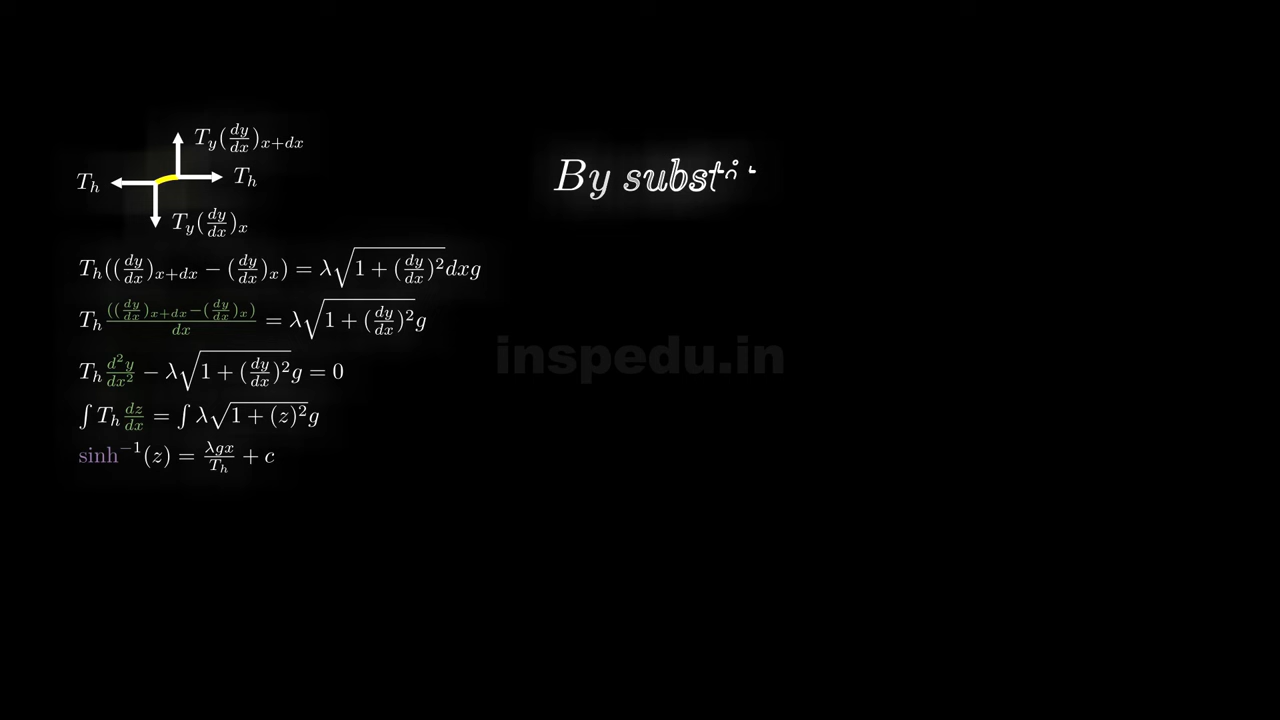 T_y(dy/dx)_{x+dx}
T_h T_h
T_y(dy/dx)_x
T_h((dy/dx)_{x+dx} − (dy/dx)_x) = λ√(1 + (dy/dx)²)dxg
T_h ((dy/dx)_{x+dx}−(dy/dx)_x)/dx = λ√(1 + (dy/dx)²)g
T_h d²y/dx² − λ√(1 + (dy/dx)²)g = 0
∫ T_h dz/dx = ∫ λ√(1 + (z)²)g
sinh⁻¹(z) = λgx/T_h + c
By
inspedu.in